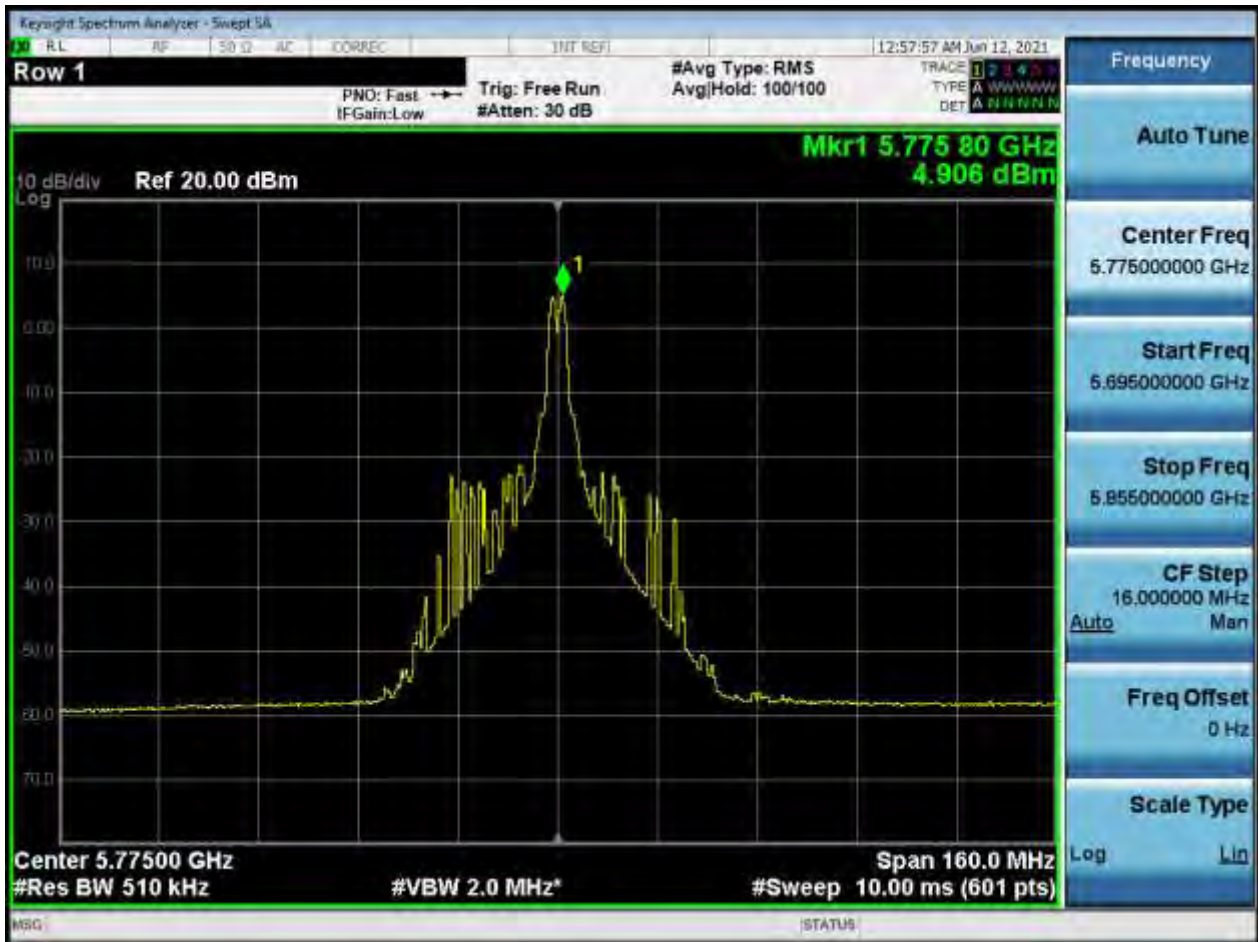 Keysight Spectrum Analyzer - Swept SA
RL RF 50 Ω AC CORREC INT REF 12:57:57 AM Jun 12, 2021
Row 1
PNO: Fast
IFGain:Low
Trig: Free Run
#Atten: 30 dB
#Avg Type: RMS
Avg|Hold: 100/100
TRACE 1 2 3 4 5 6
TYPE A WWWWW
DET A N N N N N
Mkr1 5.775 80 GHz
4.906 dBm
10 dB/div Ref 20.00 dBm
Log
10.0
1
0.00
-10.0
-20.0
-30.0
-40.0
-50.0
-60.0
-70.0
Center 5.77500 GHz Span 160.0 MHz
#Res BW 510 kHz #VBW 2.0 MHz* #Sweep 10.00 ms (601 pts)
MSG STATUS
Frequency
Auto Tune
Center Freq
5.775000000 GHz
Start Freq
5.695000000 GHz
Stop Freq
5.855000000 GHz
CF Step
16.000000 MHz
Auto Man
Freq Offset
0 Hz
Scale Type
Log Lin